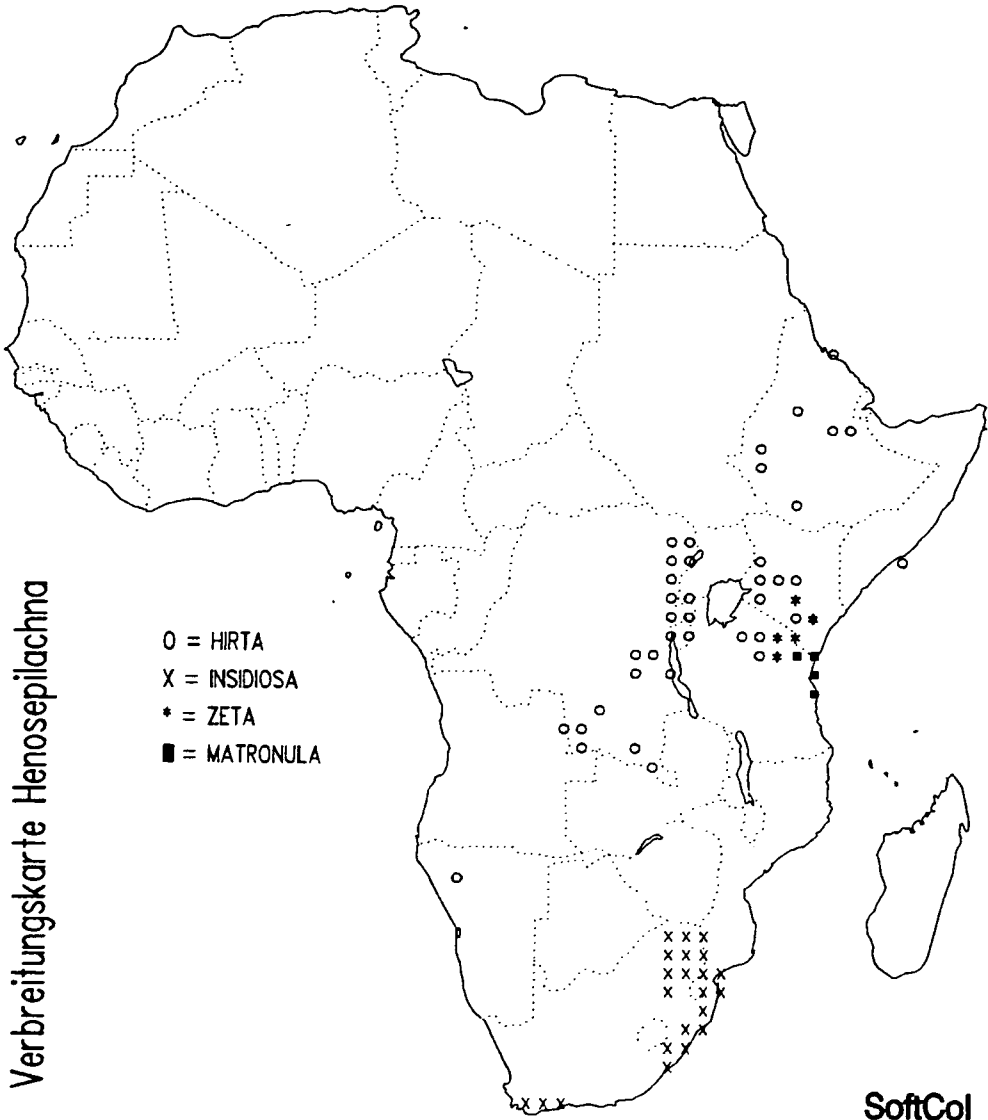 Verbreitungskarte Henosepilachna
O = HIRTA
X = INSIDIOSA
* = ZETA
■ = MATRONULA
SoftCol